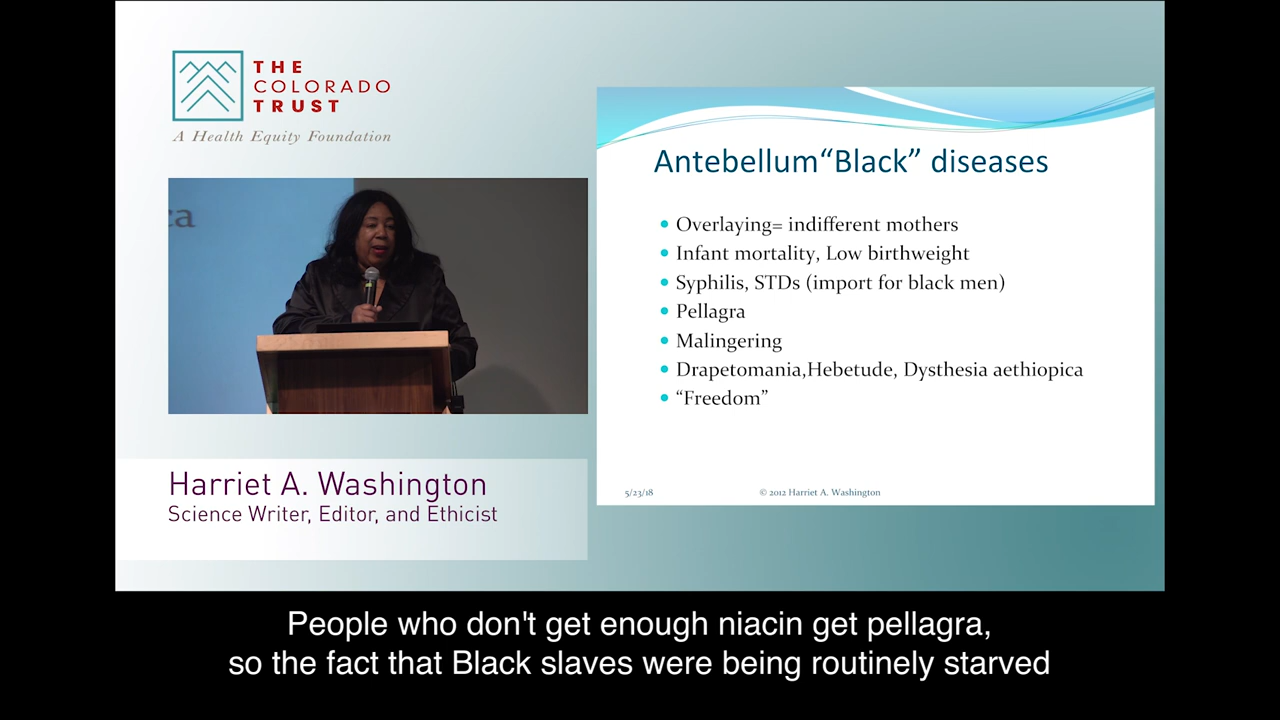 THE
COLORADO
TRUST
A Health Equity Foundation
ca
Harriet A. Washington
Science Writer, Editor, and Ethicist
Antebellum“Black” diseases
Overlaying= indifferent mothers
Infant mortality, Low birthweight
Syphilis, STDs (import for black men)
Pellagra
Malingering
Drapetomania,Hebetude, Dysthesia aethiopica
“Freedom”
5/23/18
© 2012 Harriet A. Washington
People who don't get enough niacin get pellagra,
so the fact that Black slaves were being routinely starved